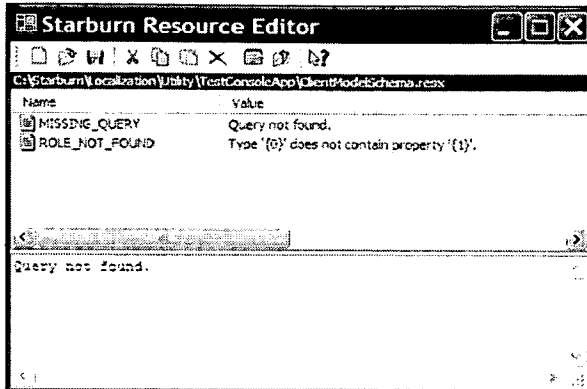 Starburn Resource Editor
C:\Starburn\Localization\Utility\TestConsoleApp\ClientModelSchema.resx
Name Value
MISSING_QUERY Query not found.
ROLE_NOT_FOUND Type '{0}' does not contain property '{1}'.
Query not found.